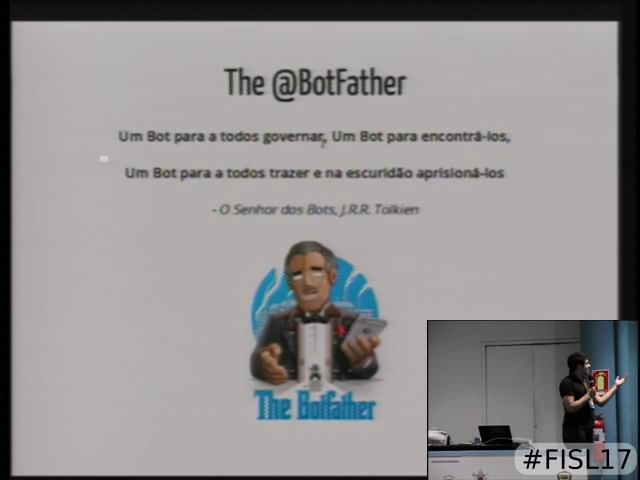 The @BotFather
Um Bot para a todos governar, Um Bot para encontrá-los,
Um Bot para a todos trazer e na escuridão aprisioná-los
- O Senhor dos Bots, J.R.R. Tolkien
The Botfather
#FISL17